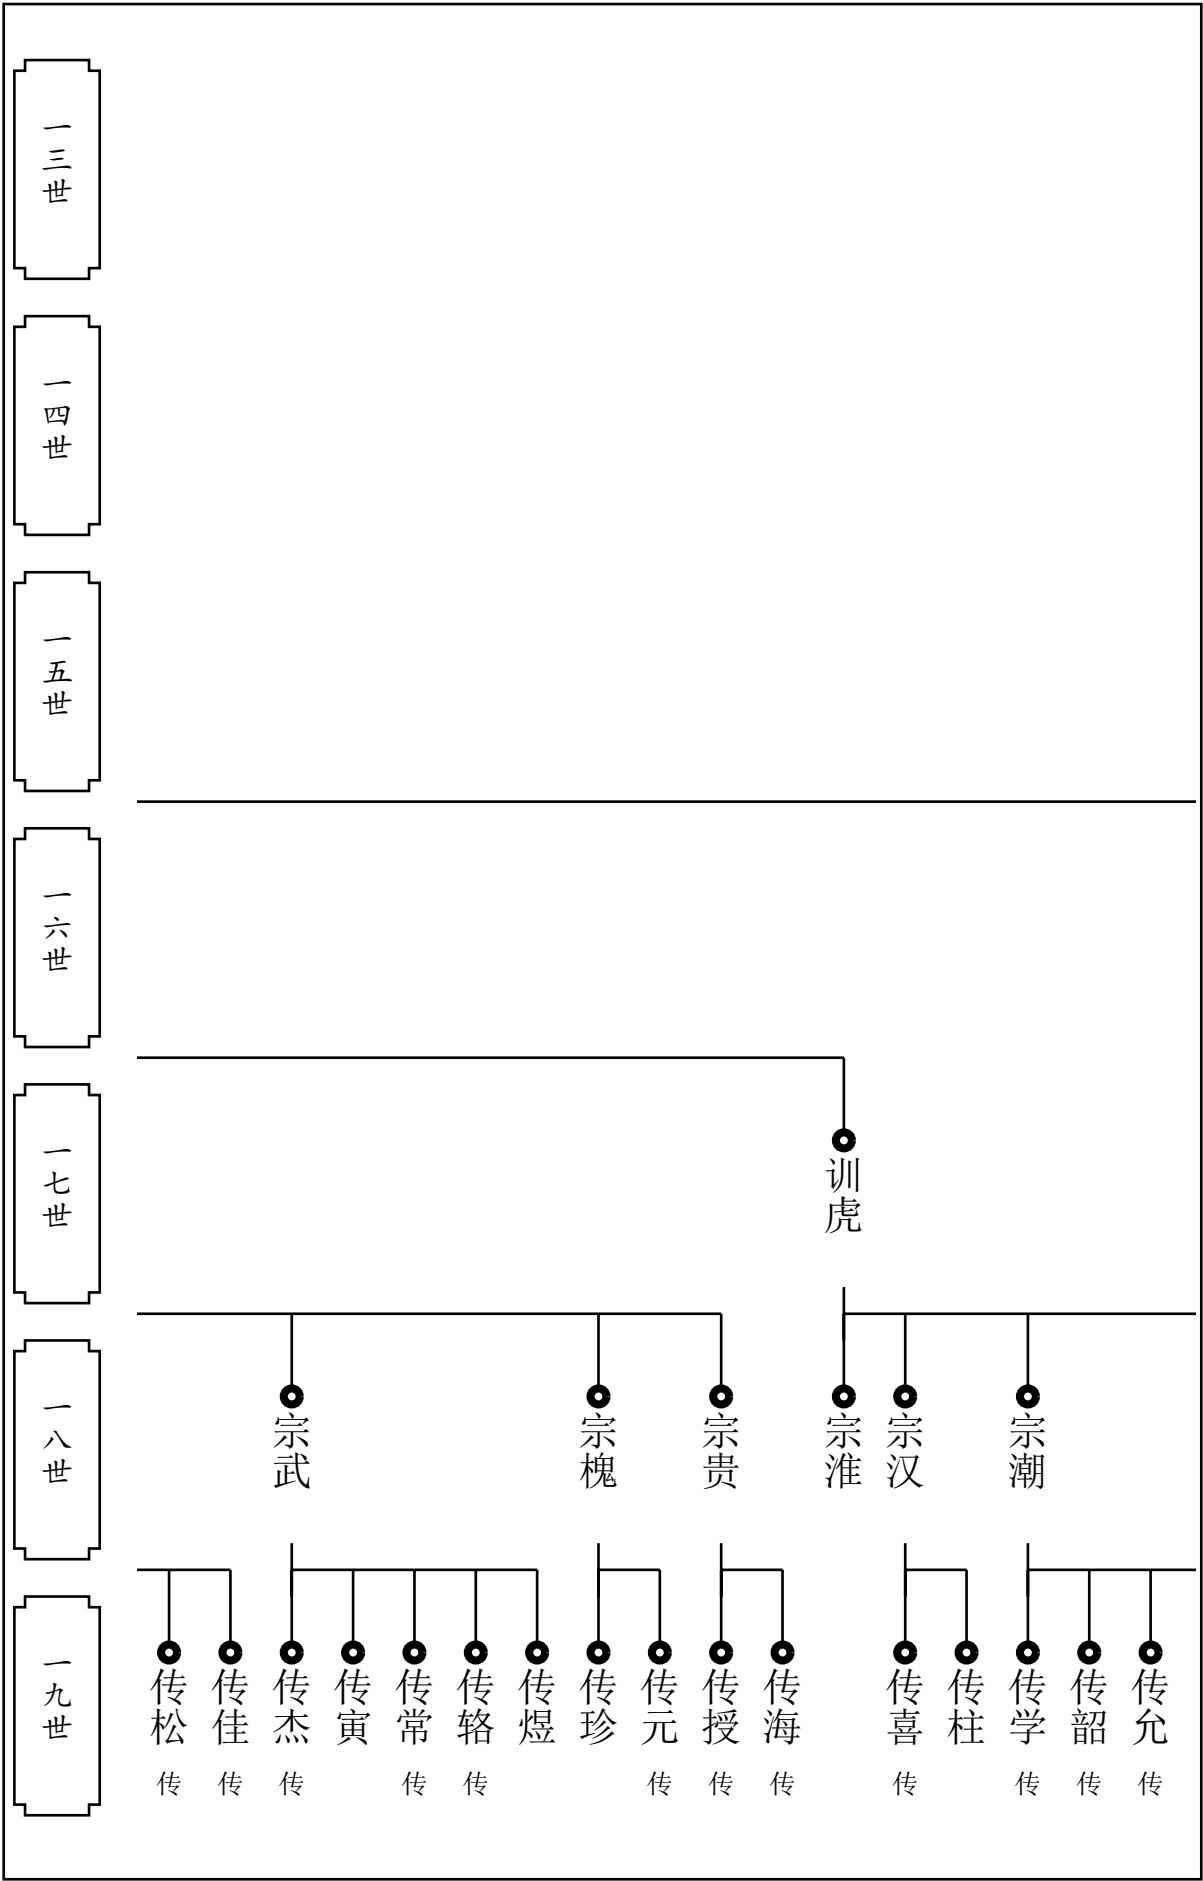 一三世
一四世
一五世
一六世
一七世
训虎
一八世
宗武
宗槐
宗贵
宗淮
宗汉
宗潮
一九世
传松
传佳
传杰
传寅
传常
传辂
传煜
传珍
传元
传授
传海
传喜
传柱
传学
传韶
传允
传
传
传
传
传
传
传
传
传
传
传
传